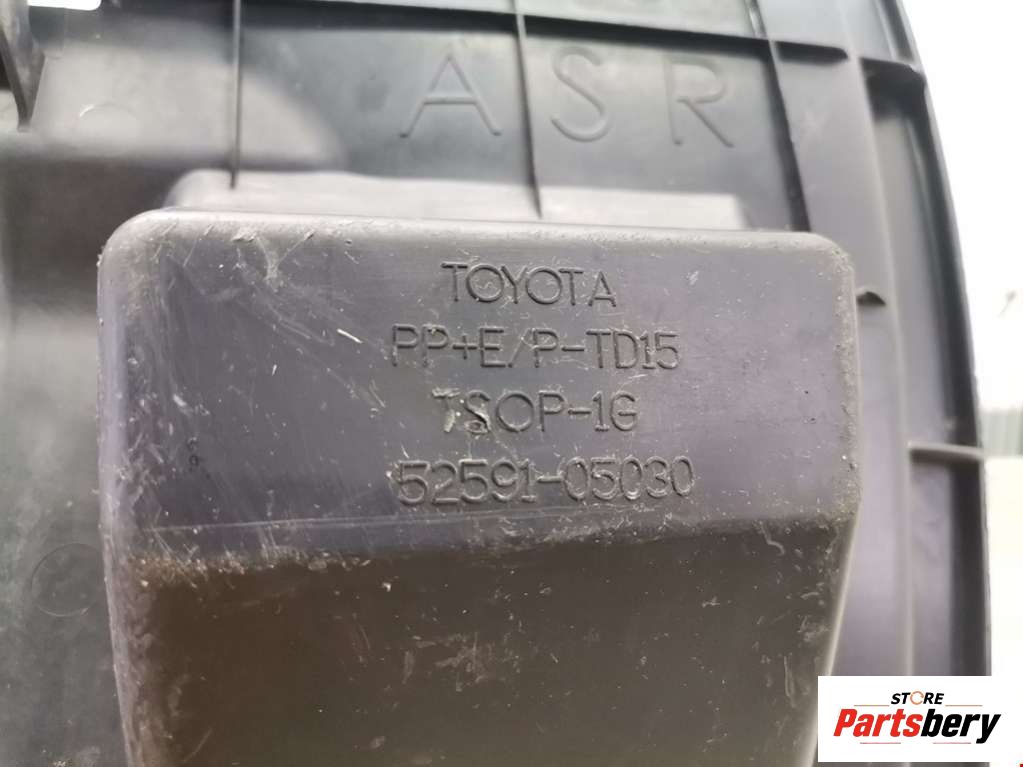 ASR
TOYOTA
PP+E/P-TD15
TSOP-1G
52591-05030
STORE
Partsbery